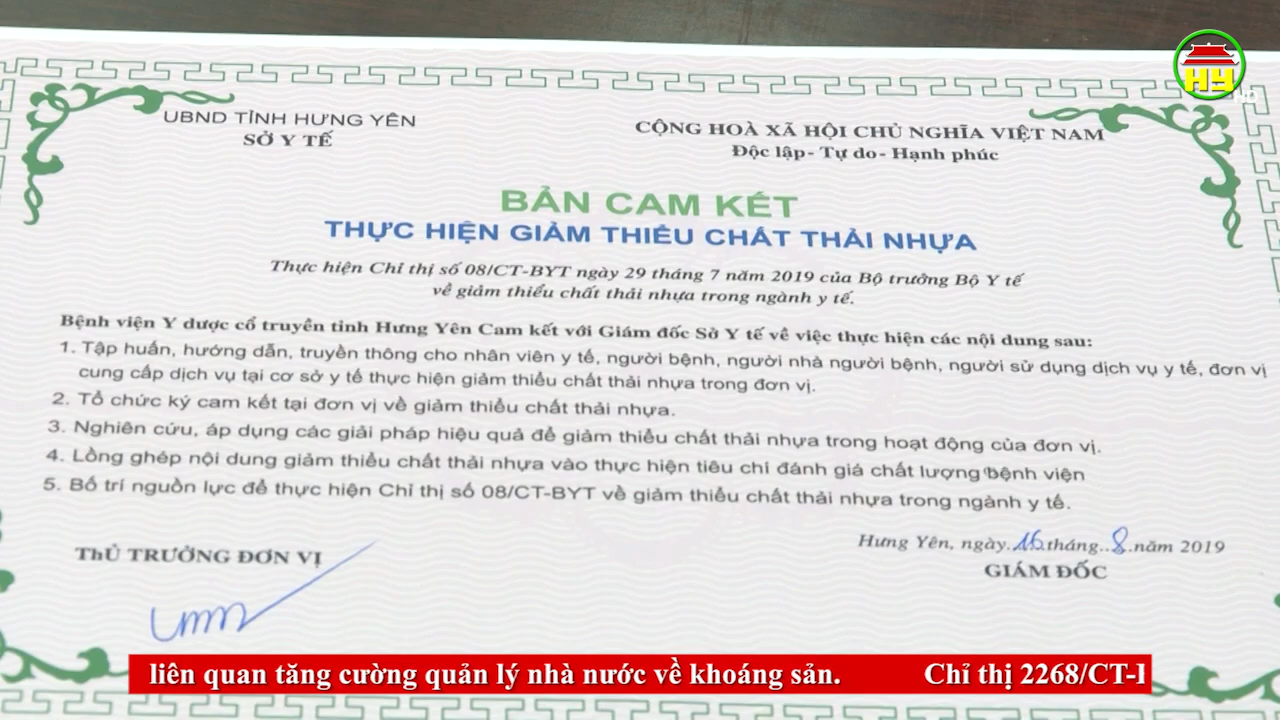 HY
HD
UBND TỈNH HƯNG YÊN
SỞ Y TẾ
CỘNG HOÀ XÃ HỘI CHỦ NGHĨA VIỆT NAM
Độc lập - Tự do - Hạnh phúc
BẢN CAM KẾT
THỰC HIỆN GIẢM THIỂU CHẤT THẢI NHỰA
Thực hiện Chỉ thị số 08/CT-BYT ngày 29 tháng 7 năm 2019 của Bộ trưởng Bộ Y tế
về giảm thiểu chất thải nhựa trong ngành y tế.
Bệnh viện Y dược cổ truyền tỉnh Hưng Yên Cam kết với Giám đốc Sở Y tế về việc thực hiện các nội dung sau:
1. Tập huấn, hướng dẫn, truyền thông cho nhân viên y tế, người bệnh, người nhà người bệnh, người sử dụng dịch vụ y tế, đơn vị
cung cấp dịch vụ tại cơ sở y tế thực hiện giảm thiểu chất thải nhựa trong đơn vị.
2. Tổ chức ký cam kết tại đơn vị về giảm thiểu chất thải nhựa.
3. Nghiên cứu, áp dụng các giải pháp hiệu quả để giảm thiểu chất thải nhựa trong hoạt động của đơn vị.
4. Lồng ghép nội dung giảm thiểu chất thải nhựa vào thực hiện tiêu chí đánh giá chất lượng bệnh viện
5. Bố trí nguồn lực để thực hiện Chỉ thị số 08/CT-BYT về giảm thiểu chất thải nhựa trong ngành y tế.
Hưng Yên, ngày..16.tháng..8.năm 2019
ThỦ TRƯỞNG ĐƠN VỊ
GIÁM ĐỐC
liên quan tăng cường quản lý nhà nước về khoáng sản. Chỉ thị 2268/CT-